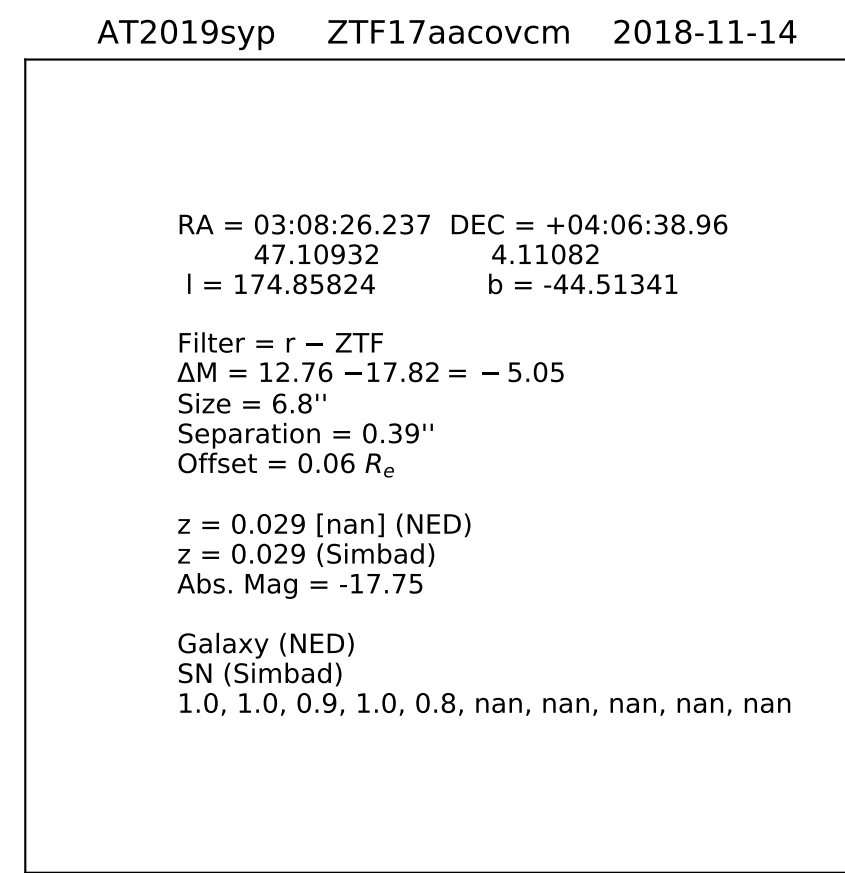 AT2019syp ZTF17aacovcm 2018-11-14
RA = 03:08:26.237 DEC = +04:06:38.96
47.10932 4.11082
l = 174.85824 b = -44.51341
Filter = r − ZTF
ΔM = 12.76 −17.82 = − 5.05
Size = 6.8''
Separation = 0.39''
Offset = 0.06 Re
z = 0.029 [nan] (NED)
z = 0.029 (Simbad)
Abs. Mag = -17.75
Galaxy (NED)
SN (Simbad)
1.0, 1.0, 0.9, 1.0, 0.8, nan, nan, nan, nan, nan